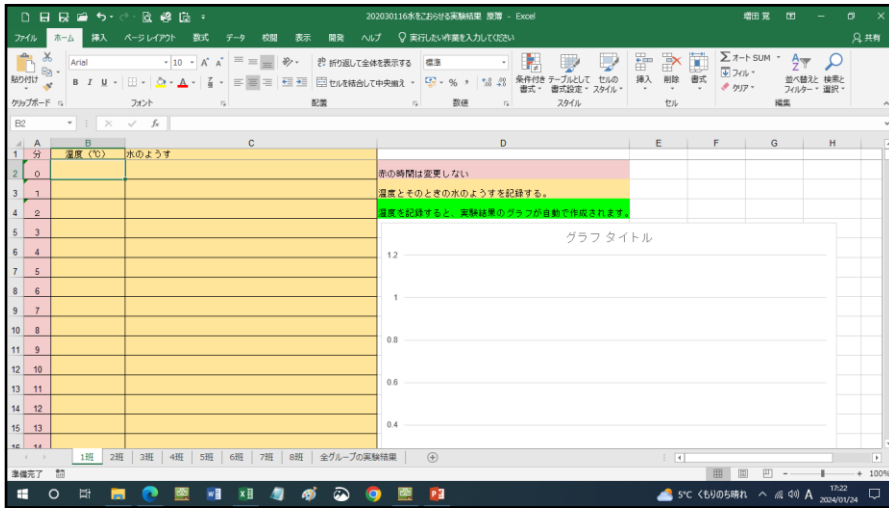 202030116水をこおらせる実験結果 原簿 - Excel
増田 覚
ファイル ホーム 挿入 ページ レイアウト 数式 データ 校閲 表示 開発 ヘルプ 実行したい作業を入力してください 共有
貼り付け
Arial 10
B I U
折り返して全体を表示する
セルを結合して中央揃え
標準
条件付き書式
テーブルとして書式設定
セルのスタイル
挿入 削除 書式
オート SUM
フィル
クリア
並べ替えと フィルター
検索と 選択
クリップボード フォント 配置 数値 スタイル セル 編集
B2 fx
A B C D E F G H
1 分 温度(℃) 水のようす
2 0 赤の時間は変更しない
3 1 温度とそのときの水のようすを記録する。
4 2 温度を記録すると、実験結果のグラフが自動で作成されます。
5 3
グラフ タイトル
6 4
1.2
7 5
8 6
1
9 7
10 8
0.8
11 9
12 10
0.6
13 11
14 12
0.4
15 13
16 14
1班 2班 3班 4班 5班 6班 7班 8班 全グループの実験結果
準備完了 100%
5°C くもりのち晴れ A 17:22
2024/01/24